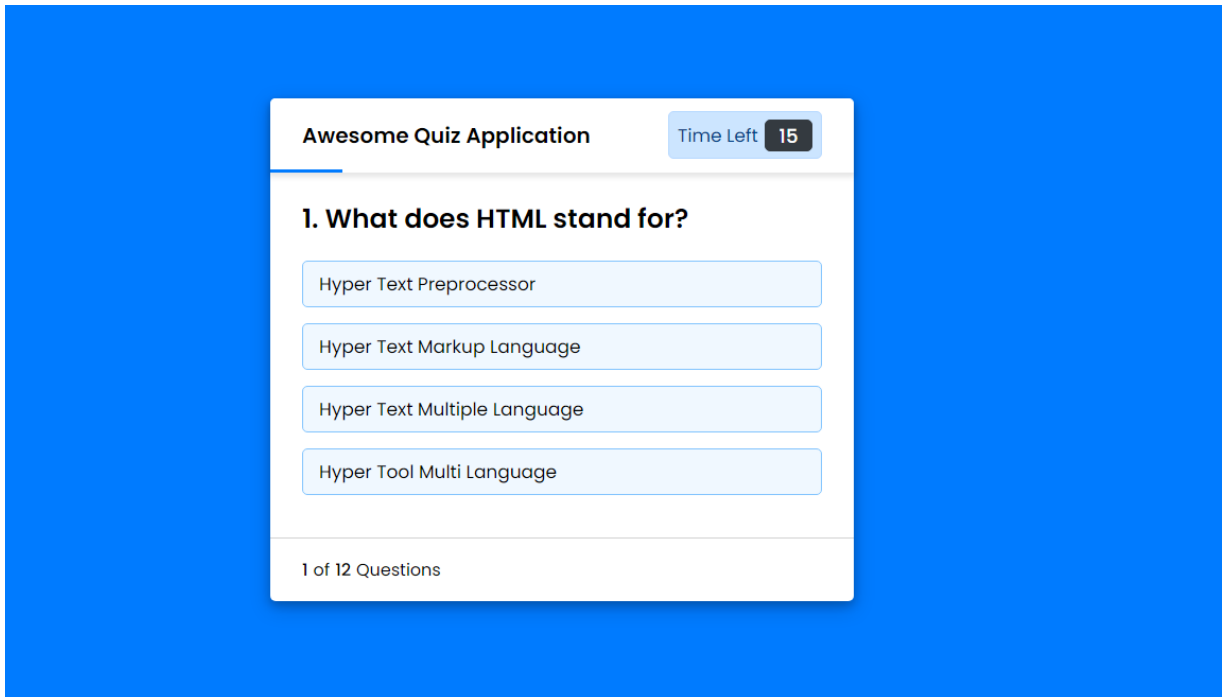 Awesome Quiz Application
Time Left 15
1. What does HTML stand for?
Hyper Text Preprocessor
Hyper Text Markup Language
Hyper Text Multiple Language
Hyper Tool Multi Language
1 of 12 Questions